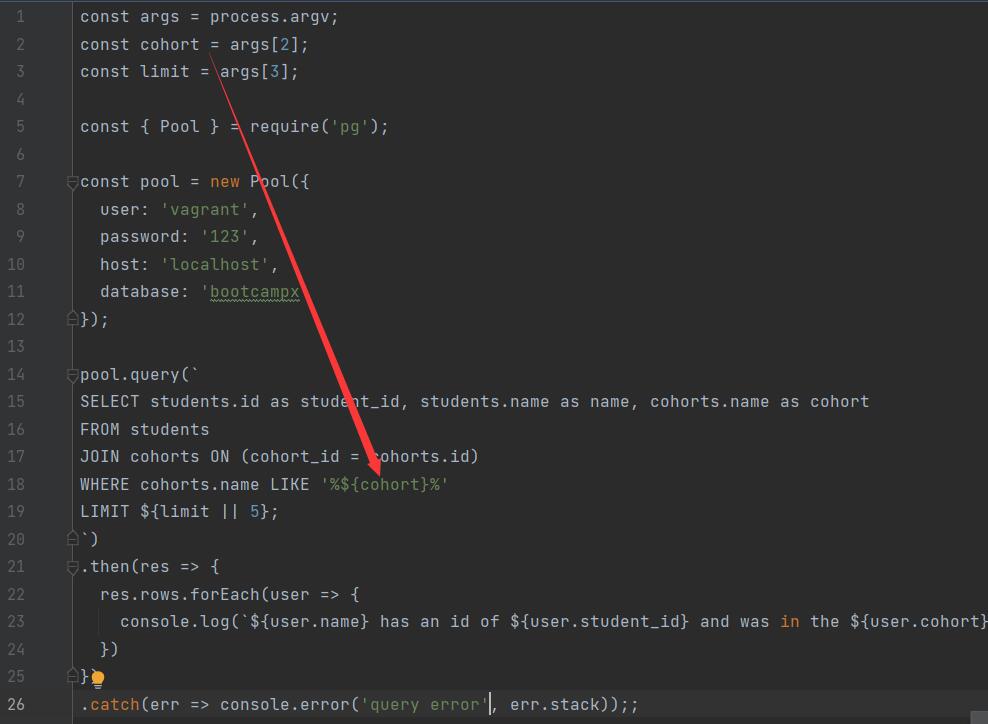 1 const args = process.argv;
2 const cohort = args[2];
3 const limit = args[3];
4
5 const { Pool } = require('pg');
6
7 const pool = new Pool({
8   user: 'vagrant',
9   password: '123',
10   host: 'localhost',
11   database: 'bootcampx
12 });
13
14 pool.query(`
15 SELECT students.id as student_id, students.name as name, cohorts.name as cohort
16 FROM students
17 JOIN cohorts ON (cohort_id = cohorts.id)
18 WHERE cohorts.name LIKE '%${cohort}%'
19 LIMIT ${limit || 5};
20 `)
21 .then(res => {
22   res.rows.forEach(user => {
23     console.log(`${user.name} has an id of ${user.student_id} and was in the ${user.cohort}
24   })
25 }
26 .catch(err => console.error('query error', err.stack));;